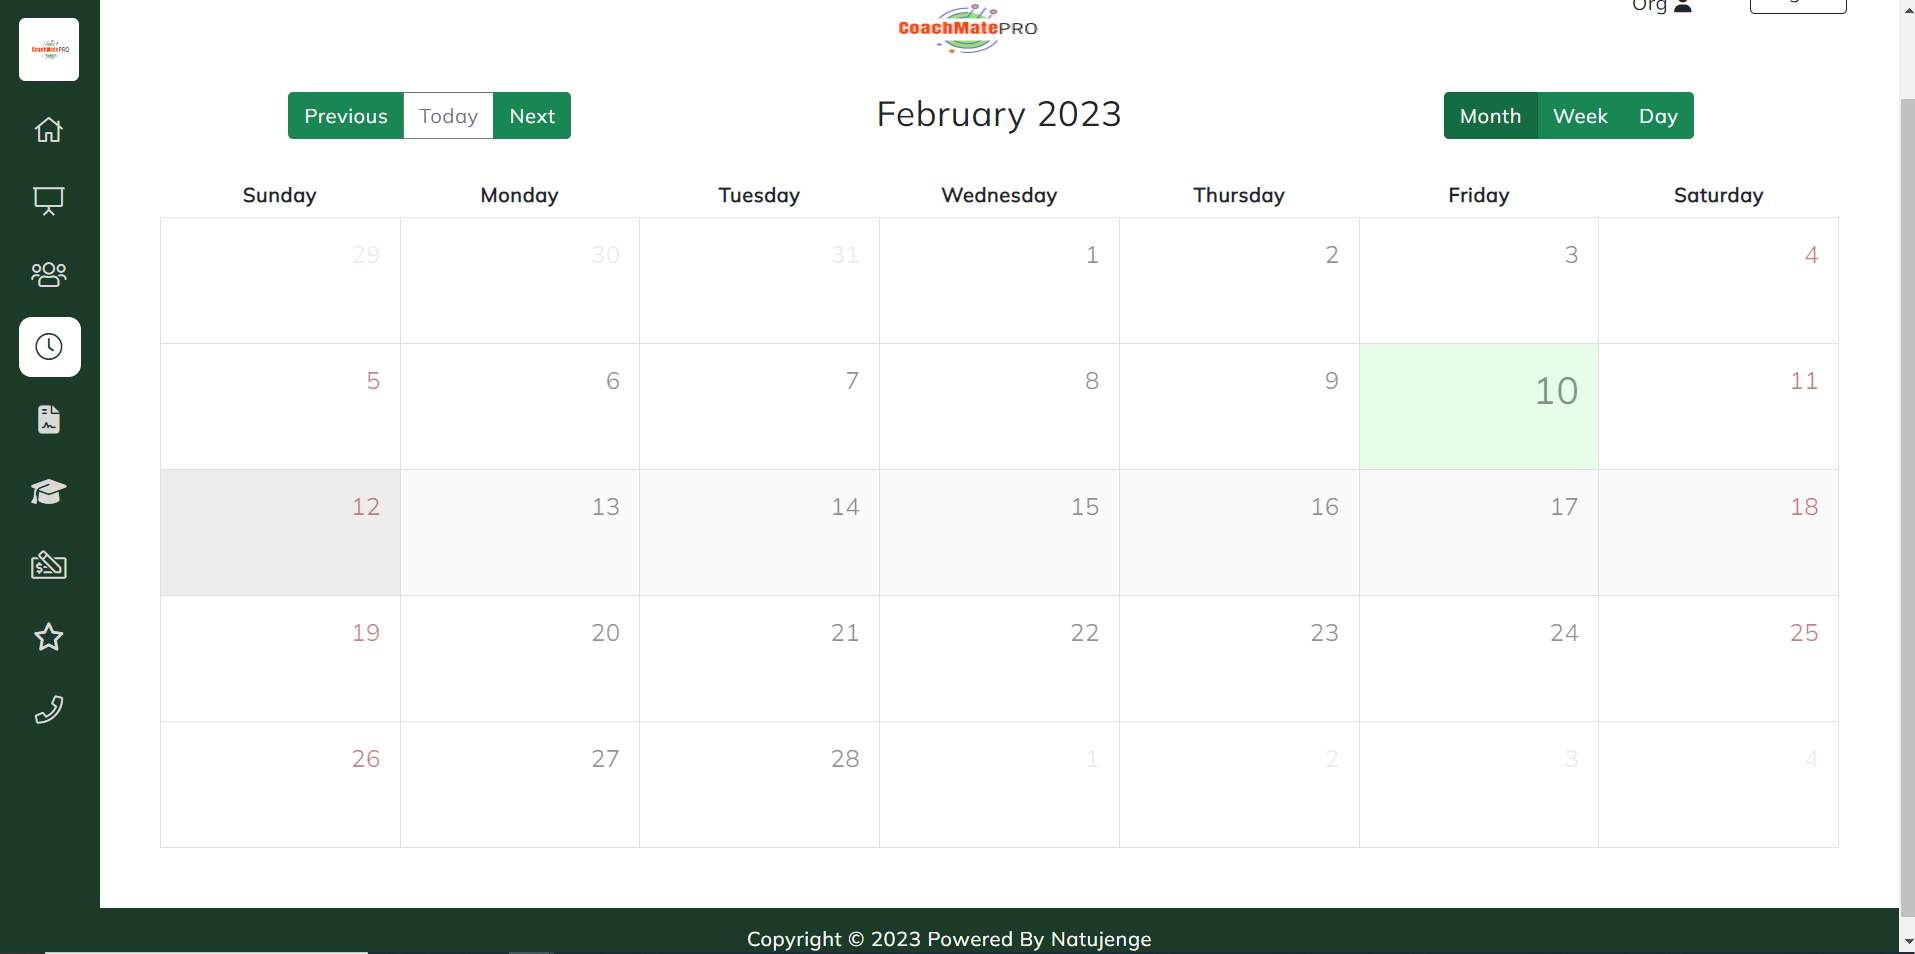 Org
CoachMatePRO
CoachMatePRO
Previous Today Next
February 2023
Month Week Day
Sunday Monday Tuesday Wednesday Thursday Friday Saturday
29 30 31 1 2 3 4
5 6 7 8 9 10 11
12 13 14 15 16 17 18
19 20 21 22 23 24 25
26 27 28 1 2 3 4
Copyright © 2023 Powered By Natujenge